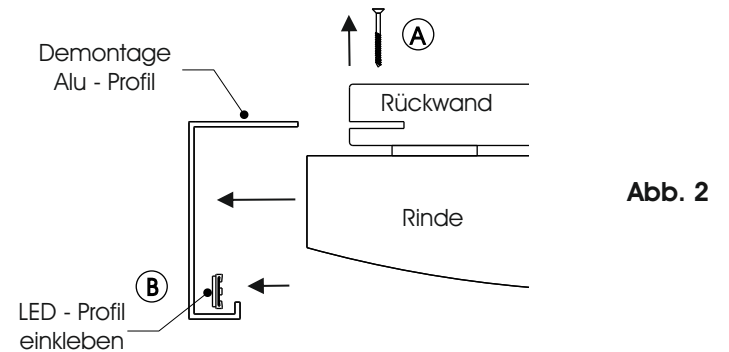 A
Demontage
Alu - Profil
Rückwand
Abb. 2
Rinde
B
LED - Profil
einkleben